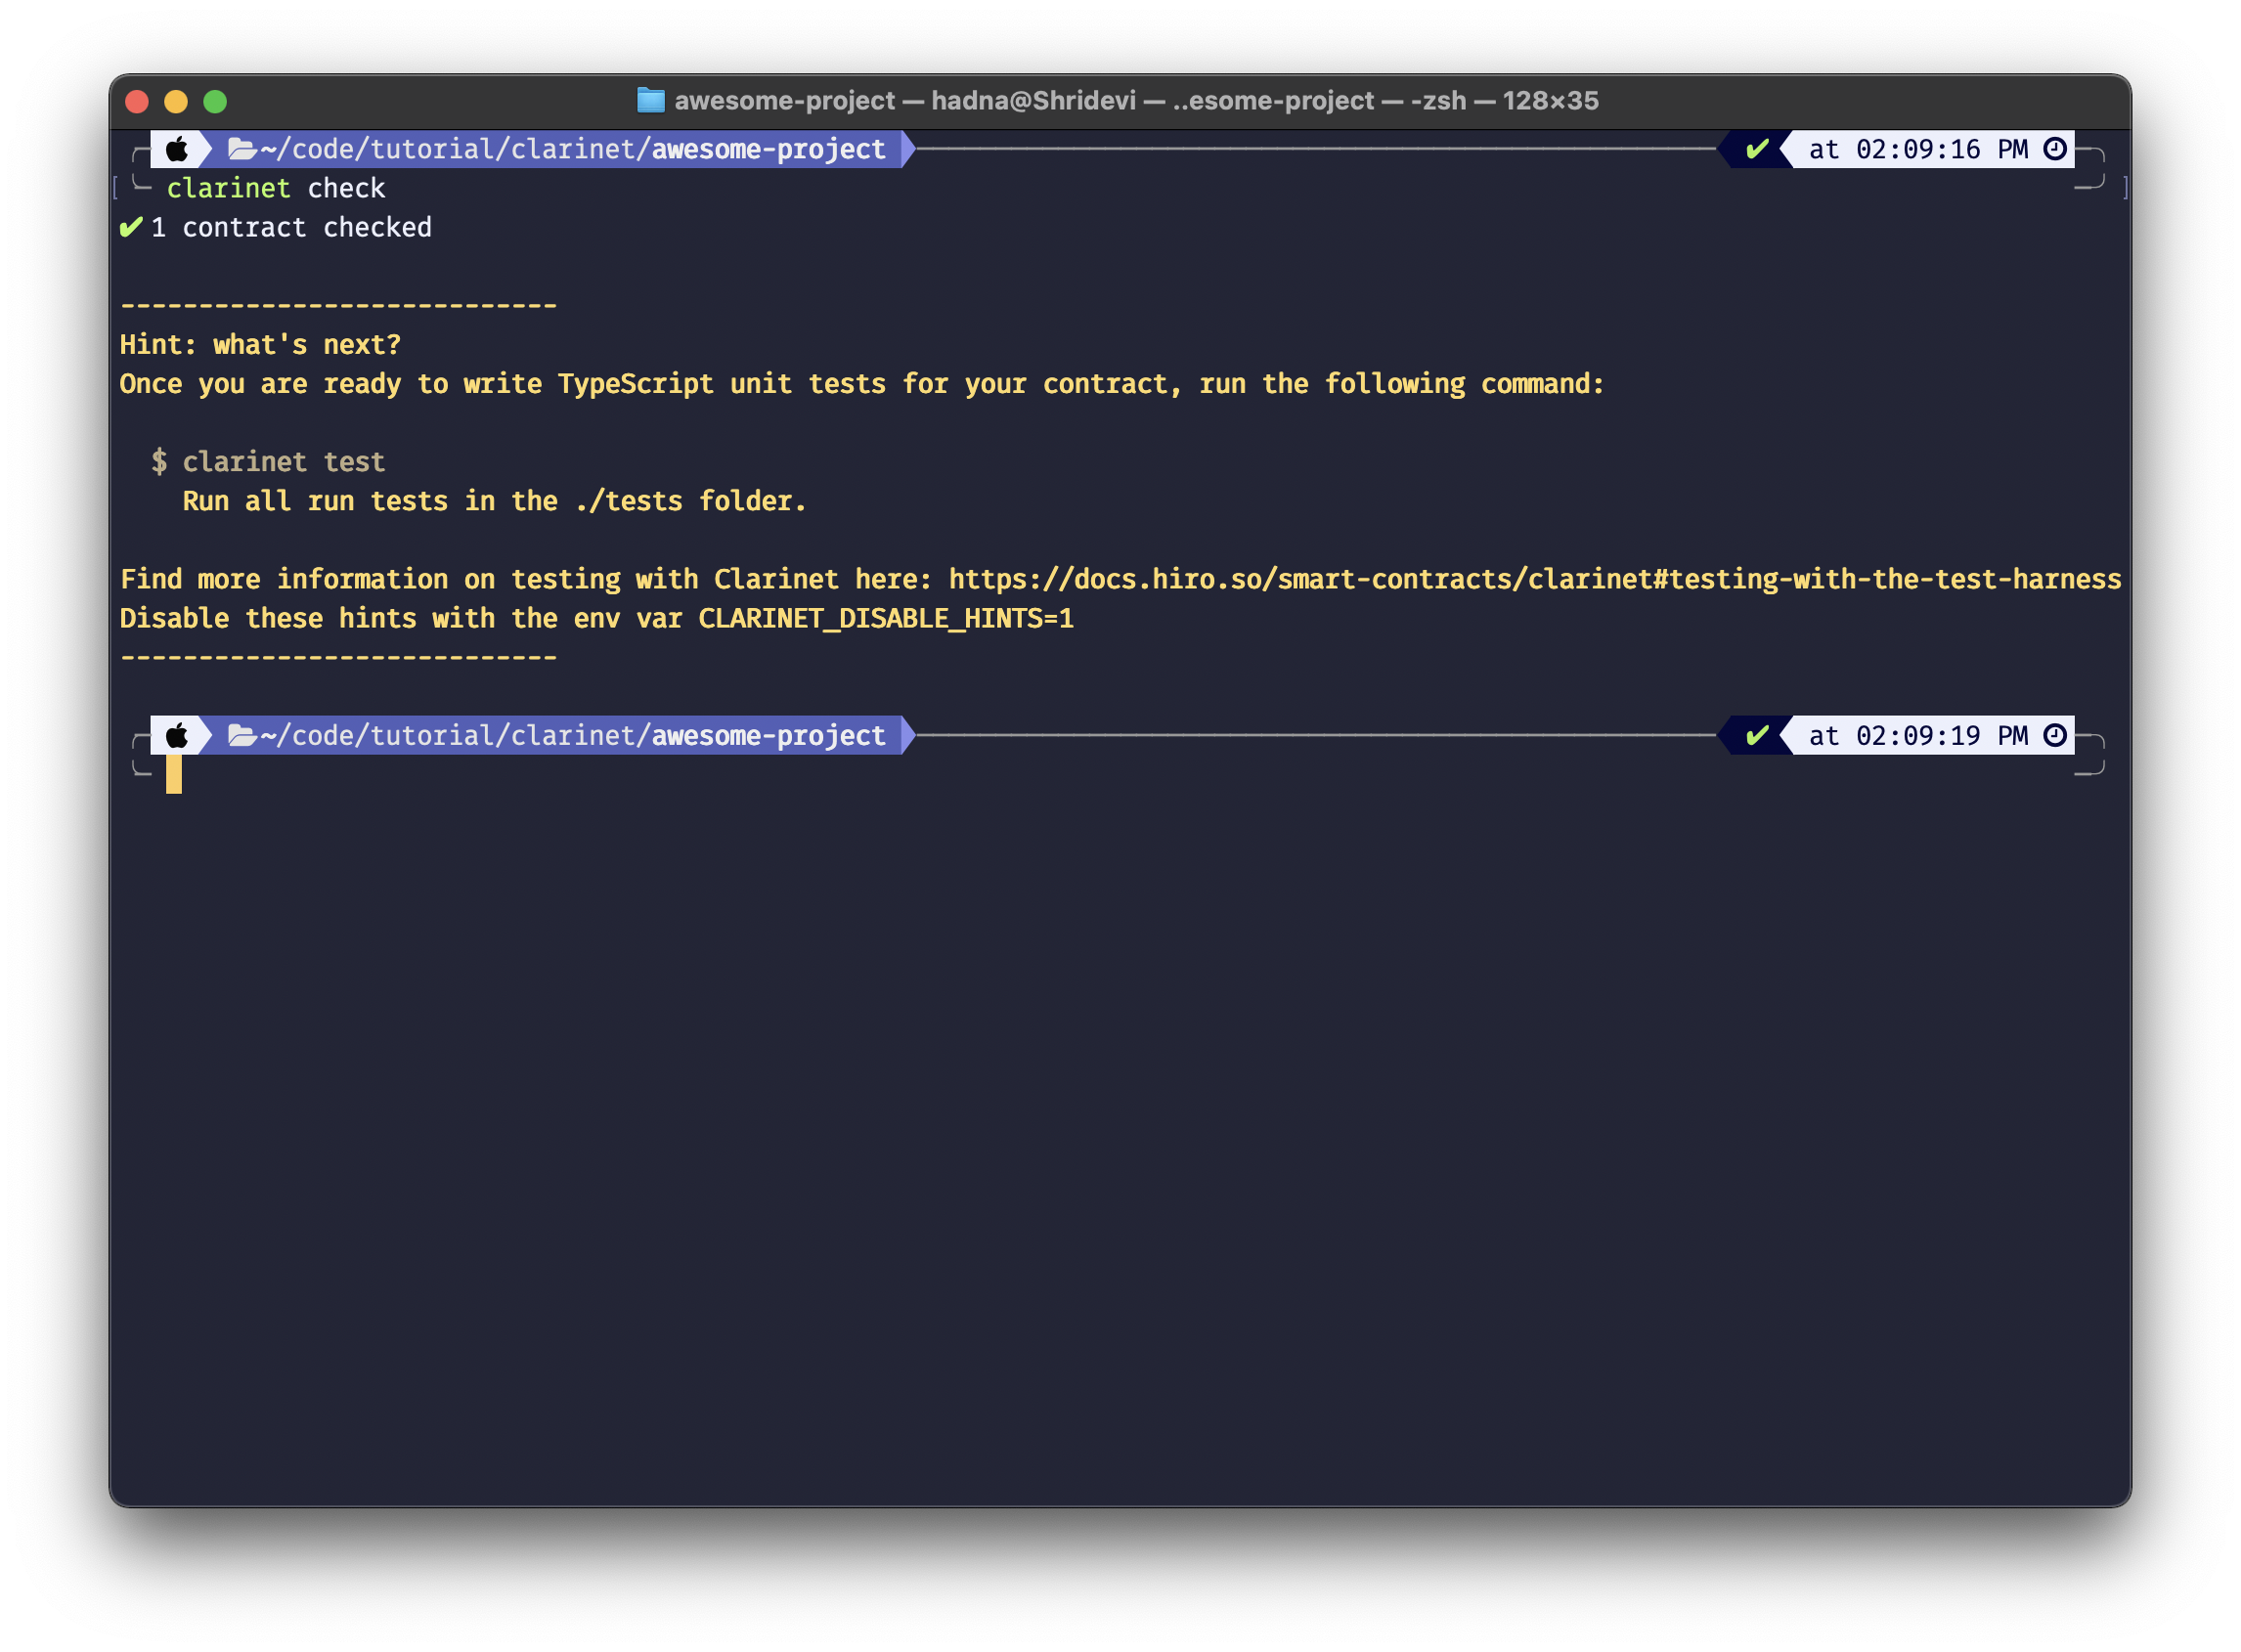 awesome-project — hadna@Shridevi — ..esome-project — -zsh — 128×35
~/code/tutorial/clarinet/awesome-project ✔ at 02:09:16 PM
[ clarinet check ]
✔ 1 contract checked
----------------------------
Hint: what's next?
Once you are ready to write TypeScript unit tests for your contract, run the following command:
$ clarinet test
Run all run tests in the ./tests folder.
Find more information on testing with Clarinet here: https://docs.hiro.so/smart-contracts/clarinet#testing-with-the-test-harness
Disable these hints with the env var CLARINET_DISABLE_HINTS=1
----------------------------
~/code/tutorial/clarinet/awesome-project ✔ at 02:09:19 PM